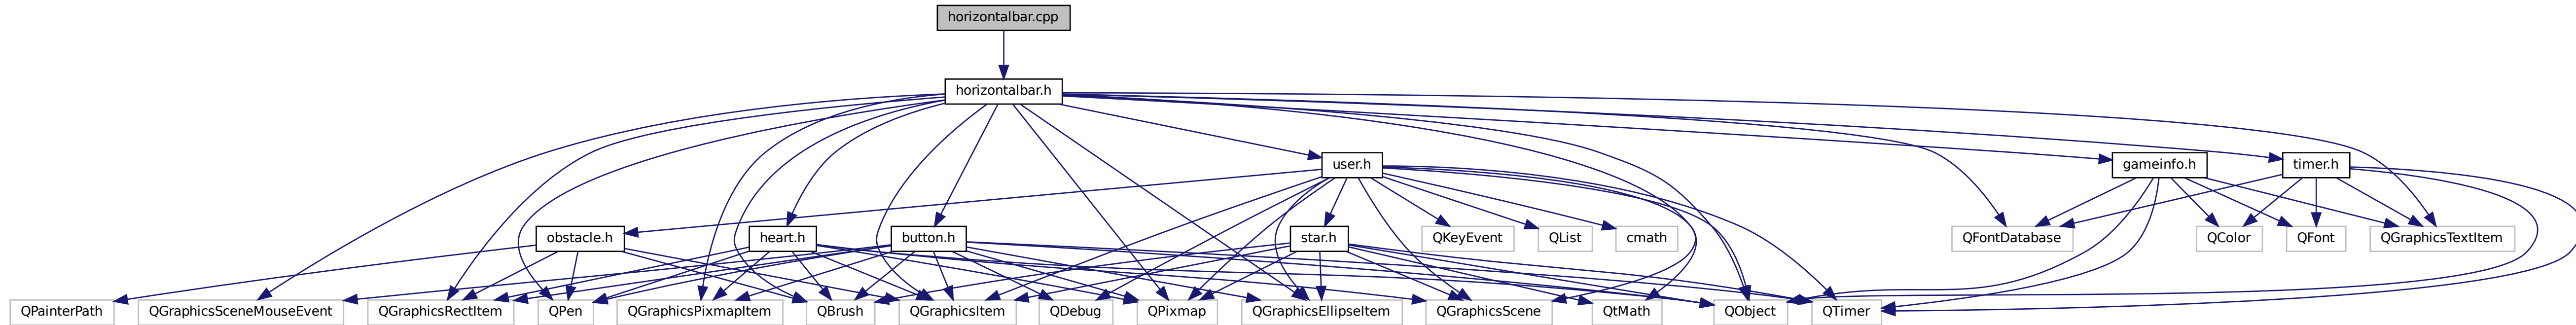 horizontalbar.cpp
horizontalbar.h
user.h
gameinfo.h
timer.h
obstacle.h
heart.h
button.h
star.h
QKeyEvent
QList
cmath
QFontDatabase
QColor
QFont
QGraphicsTextItem
QPainterPath
QGraphicsSceneMouseEvent
QGraphicsRectItem
QPen
QGraphicsPixmapItem
QBrush
QGraphicsItem
QDebug
QPixmap
QGraphicsEllipseItem
QGraphicsScene
QtMath
QObject
QTimer